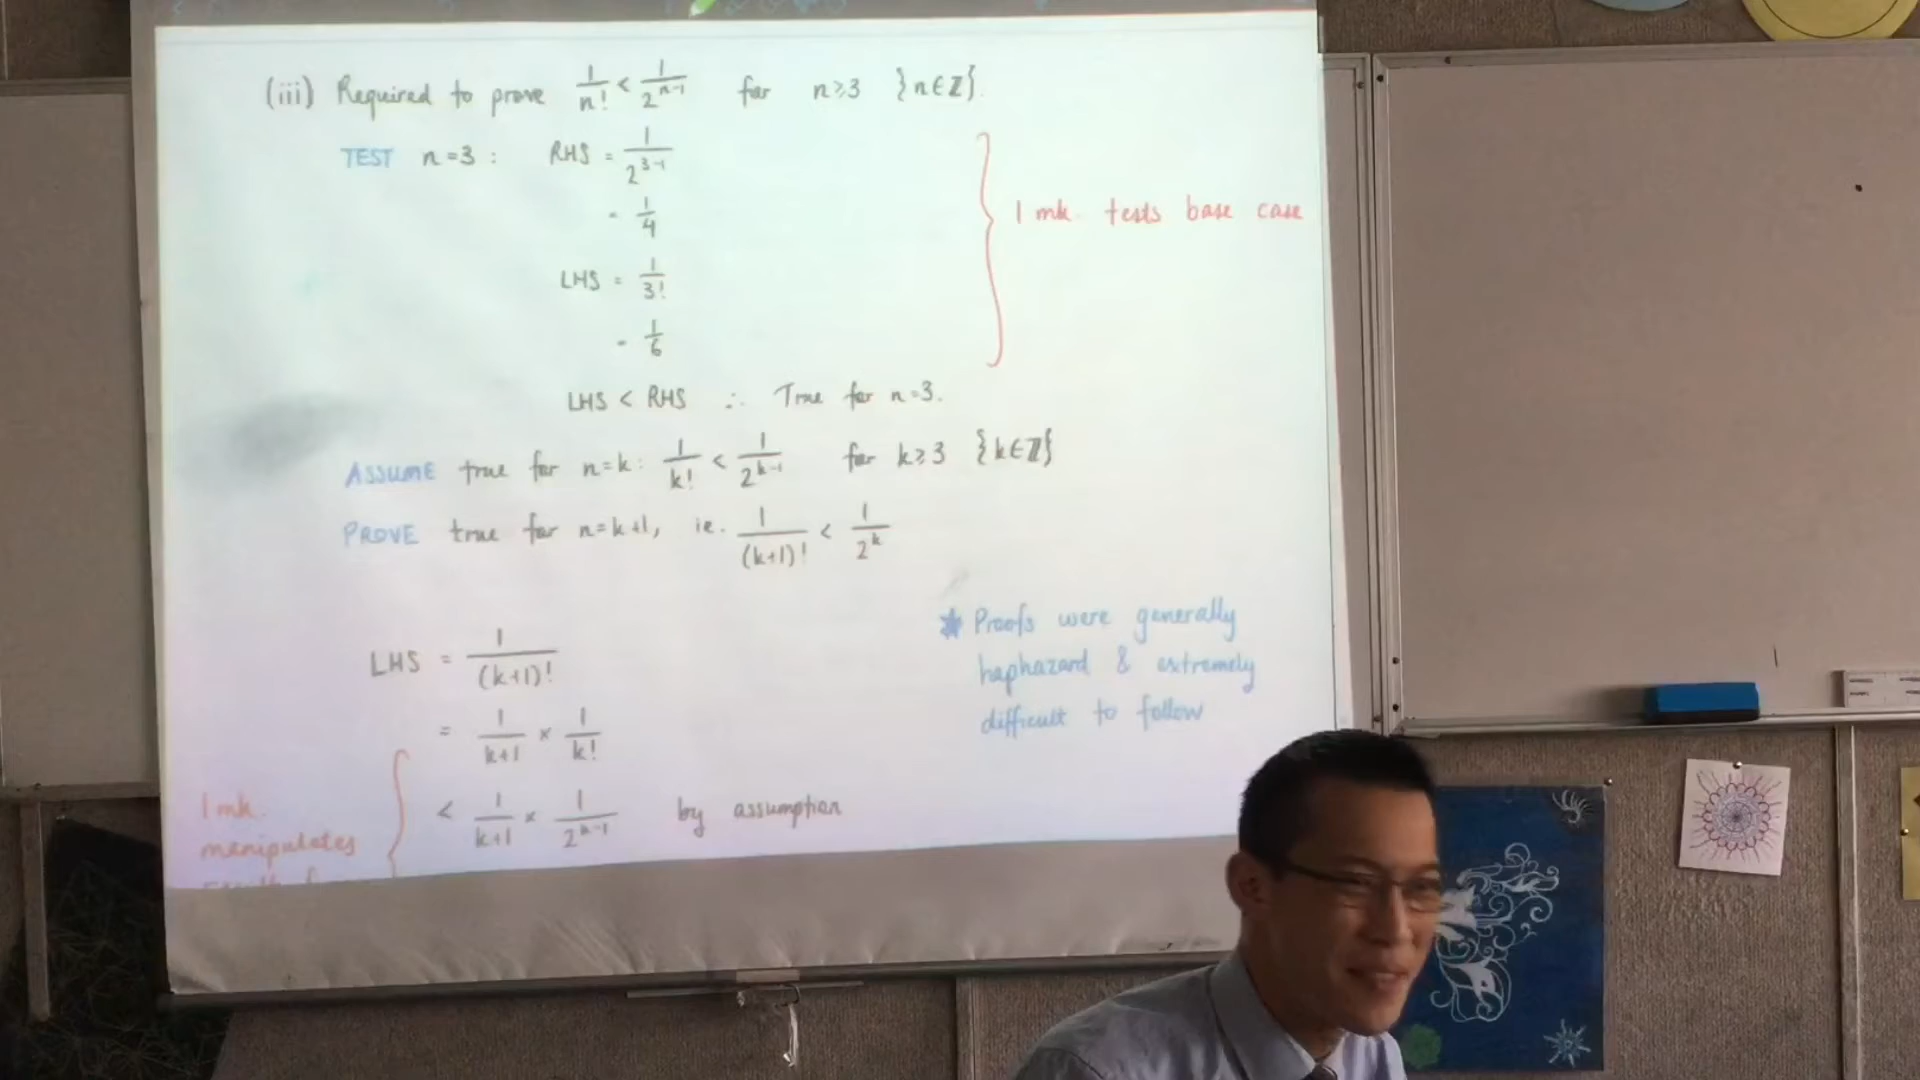 (iii) Required to prove 1/n! < 1/2^(n-1) for n≥3 {n∈ℤ}.
TEST n=3: RHS = 1/2^(3-1)
= 1/4
1 mk. tests base case
LHS = 1/3!
= 1/6
LHS < RHS ∴ True for n=3.
ASSUME true for n=k: 1/k! < 1/2^(k-1) for k≥3 {k∈ℤ}
PROVE true for n=k+1, ie. 1/(k+1)! < 1/2^k
LHS = 1/(k+1)!
= 1/(k+1) × 1/k!
< 1/(k+1) × 1/2^(k-1) by assumption
1 mk.
manipulates
★ Proofs were generally
haphazard & extremely
difficult to follow